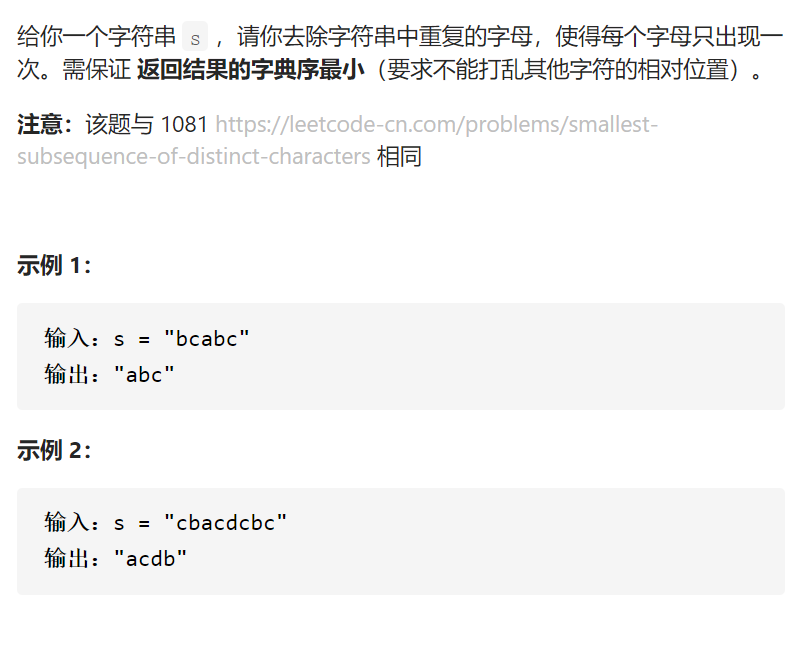 给你一个字符串 s ，请你去除字符串中重复的字母，使得每个字母只出现一
次。需保证 返回结果的字典序最小（要求不能打乱其他字符的相对位置）。
注意：该题与 1081 https://leetcode-cn.com/problems/smallest-
subsequence-of-distinct-characters 相同
示例 1：
输入：s = "bcabc"
输出："abc"
示例 2：
输入：s = "cbacdcbc"
输出："acdb"